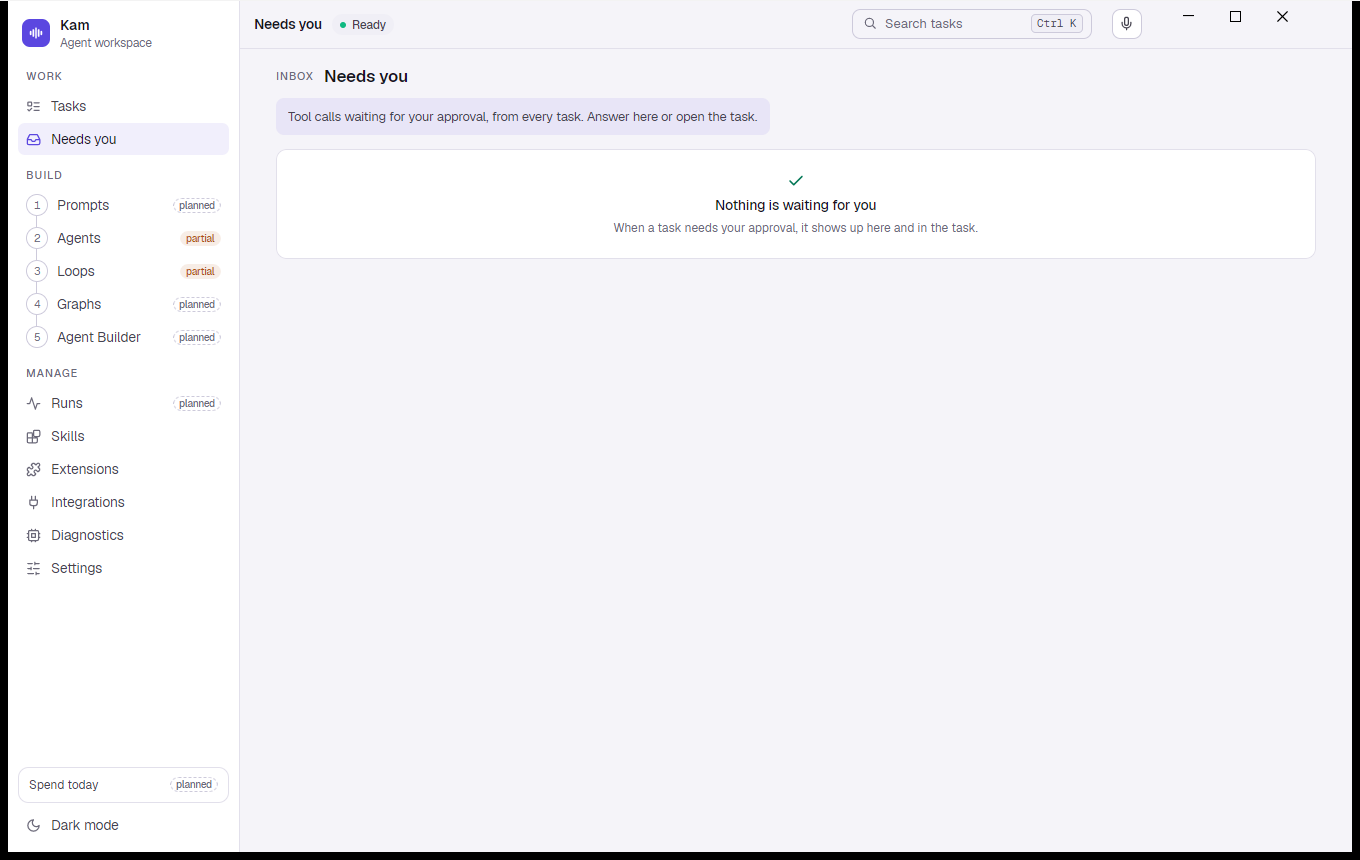 Kam
Agent workspace
WORK
Tasks
Needs you
BUILD
1 Prompts planned
2 Agents partial
3 Loops partial
4 Graphs planned
5 Agent Builder planned
MANAGE
Runs planned
Skills
Extensions
Integrations
Diagnostics
Settings
Spend today planned
Dark mode
Needs you Ready
Search tasks Ctrl K
INBOX Needs you
Tool calls waiting for your approval, from every task. Answer here or open the task.
Nothing is waiting for you
When a task needs your approval, it shows up here and in the task.